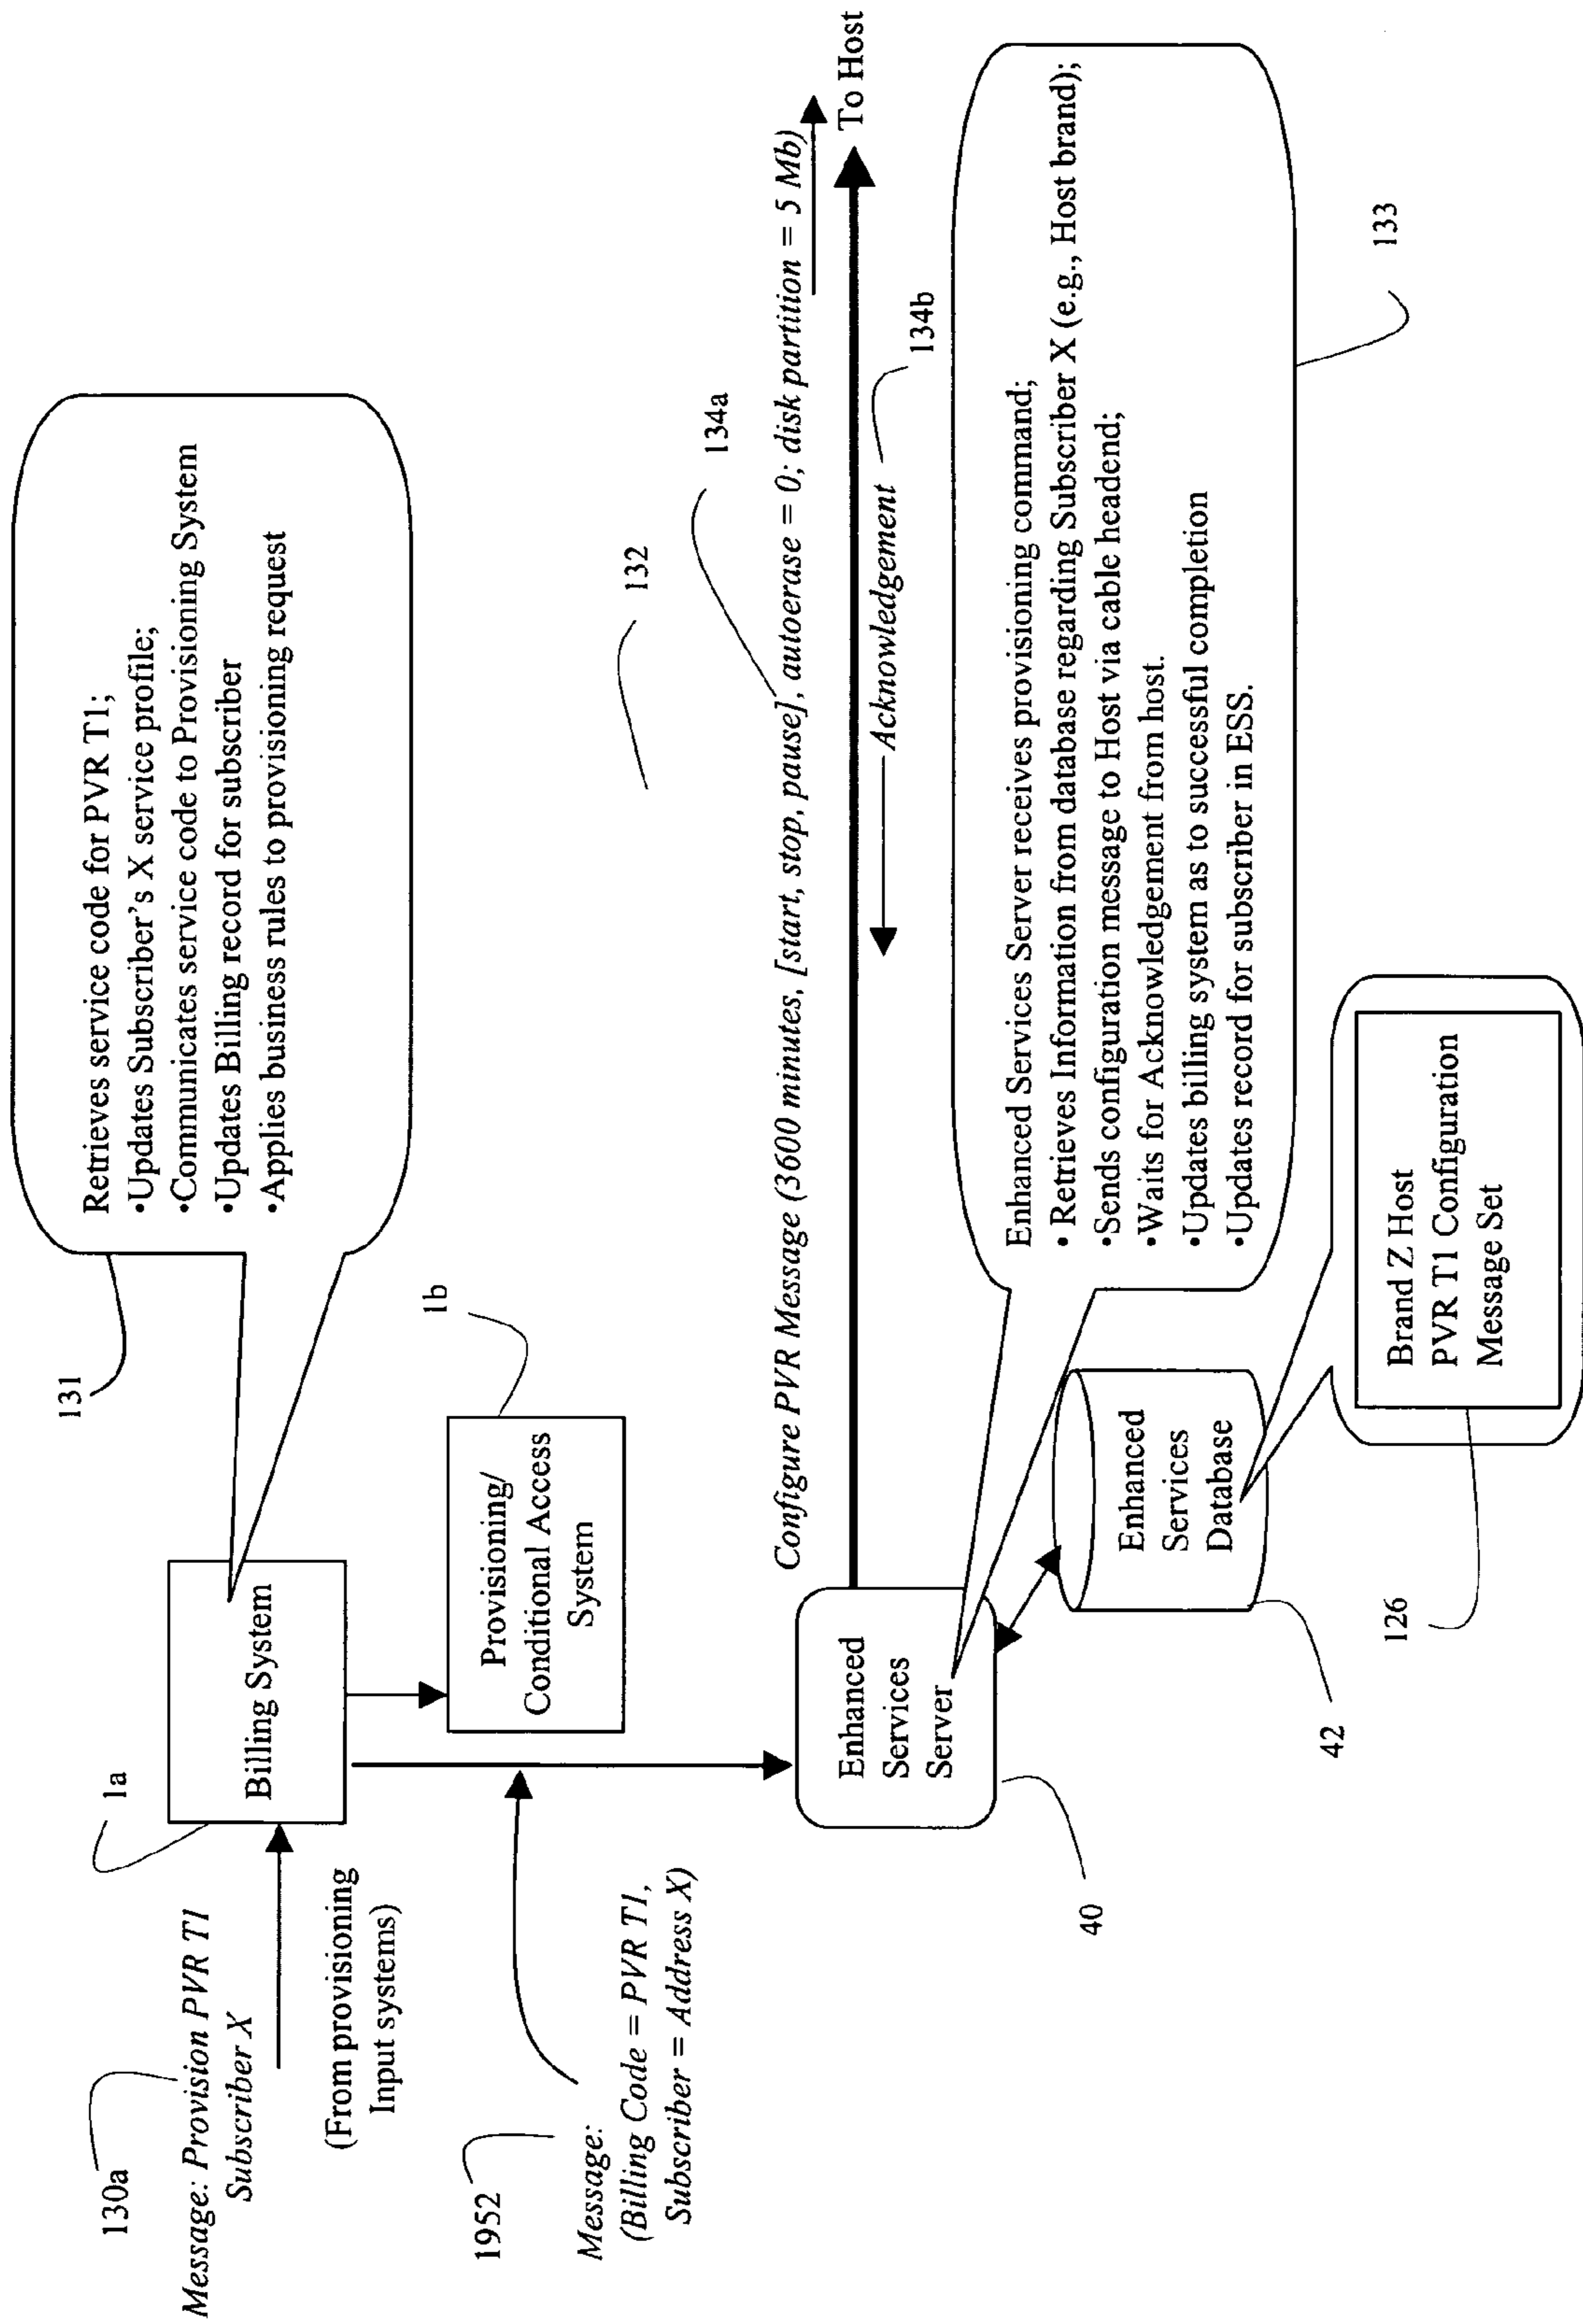 130a
Message: Provision PVR T1
Subscriber X
(From provisioning
Input systems)
1a
Billing System
131
Retrieves service code for PVR T1;
•Updates Subscriber's X service profile;
•Communicates service code to Provisioning System
•Updates Billing record for subscriber
•Applies business rules to provisioning request
1b
Provisioning/
Conditional Access
System
1952
Message:
(Billing Code = PVR T1,
Subscriber = Address X)
132
134a
Configure PVR Message (3600 minutes, [start, stop, pause], autoerase = 0; disk partition = 5 Mb)
To Host
Acknowledgement
134b
Enhanced
Services
Server
40
Enhanced Services Server receives provisioning command;
• Retrieves Information from database regarding Subscriber X (e.g., Host brand);
•Sends configuration message to Host via cable headend;
•Waits for Acknowledgement from host.
•Updates billing system as to successful completion
•Updates record for subscriber in ESS.
133
Enhanced
Services
Database
42
Brand Z Host
PVR T1 Configuration
Message Set
126